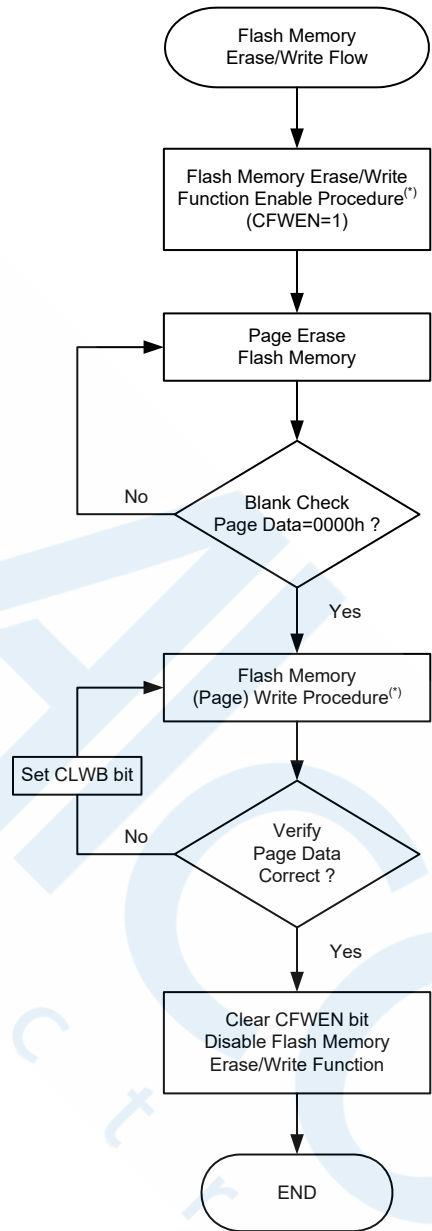 Flash Memory
Erase/Write Flow
Flash Memory Erase/Write
Function Enable Procedure(*)
(CFWEN=1)
Page Erase
Flash Memory
No
Blank Check
Page Data=0000h ?
Yes
Flash Memory
(Page) Write Procedure(*)
Set CLWB bit
No
Verify
Page Data
Correct ?
Yes
Clear CFWEN bit
Disable Flash Memory
Erase/Write Function
END